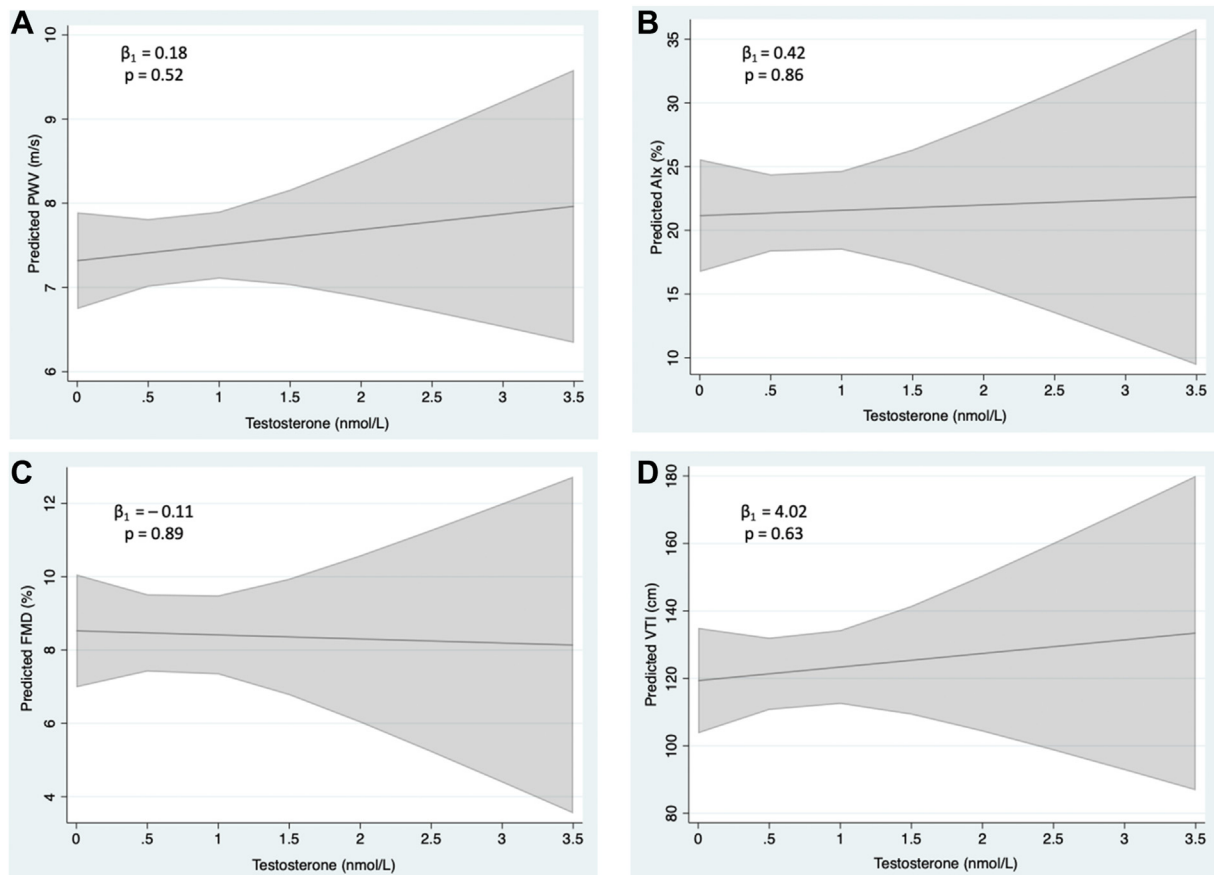 A
β₁ = 0.18
p = 0.52
Predicted PWV (m/s)
10
9
8
7
6
0 .5 1 1.5 2 2.5 3 3.5
Testosterone (nmol/L)
B
β₁ = 0.42
p = 0.86
Predicted AIx (%)
35
30
25
20
15
10
0 .5 1 1.5 2 2.5 3 3.5
Testosterone (nmol/L)
C
β₁ = – 0.11
p = 0.89
Predicted FMD (%)
12
10
8
6
4
0 .5 1 1.5 2 2.5 3 3.5
Testosterone (nmol/L)
D
β₁ = 4.02
p = 0.63
Predicted VTI (cm)
180
160
140
120
100
80
0 .5 1 1.5 2 2.5 3 3.5
Testosterone (nmol/L)